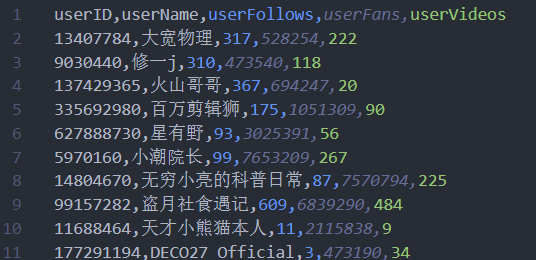 1 userID,userName,userFollows,userFans,userVideos
2 13407784,大宽物理,317,528254,222
3 9030440,修一j,310,473540,118
4 137429365,火山哥哥,367,694247,20
5 335692980,百万剪辑狮,175,1051309,90
6 627888730,星有野,93,3025391,56
7 5970160,小潮院长,99,7653209,267
8 14804670,无穷小亮的科普日常,87,7570794,225
9 99157282,盗月社食遇记,609,6839290,484
10 11688464,天才小熊猫本人,11,2115838,9
11 177291194,DECO27 Official,3,473190,34